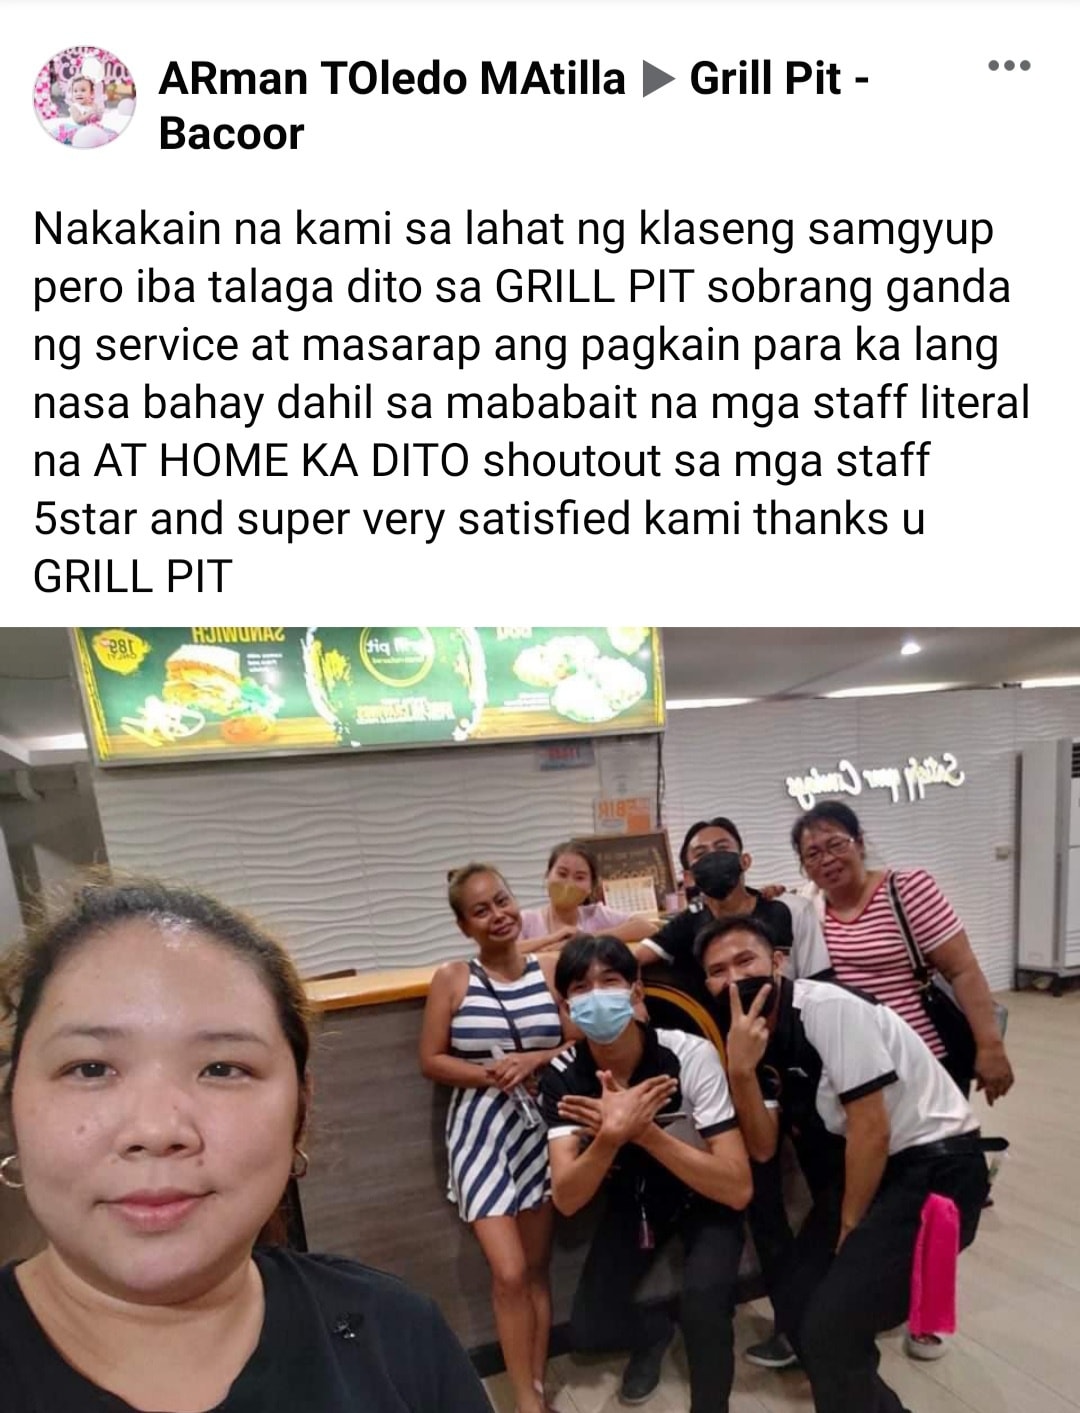 ARman TOledo MAtilla ▶ Grill Pit -
Bacoor
Nakakain na kami sa lahat ng klaseng samgyup
pero iba talaga dito sa GRILL PIT sobrang ganda
ng service at masarap ang pagkain para ka lang
nasa bahay dahil sa mababait na mga staff literal
na AT HOME KA DITO shoutout sa mga staff
5star and super very satisfied kami thanks u
GRILL PIT
SANDWICH
198
Satisfy your Cravings
BIR